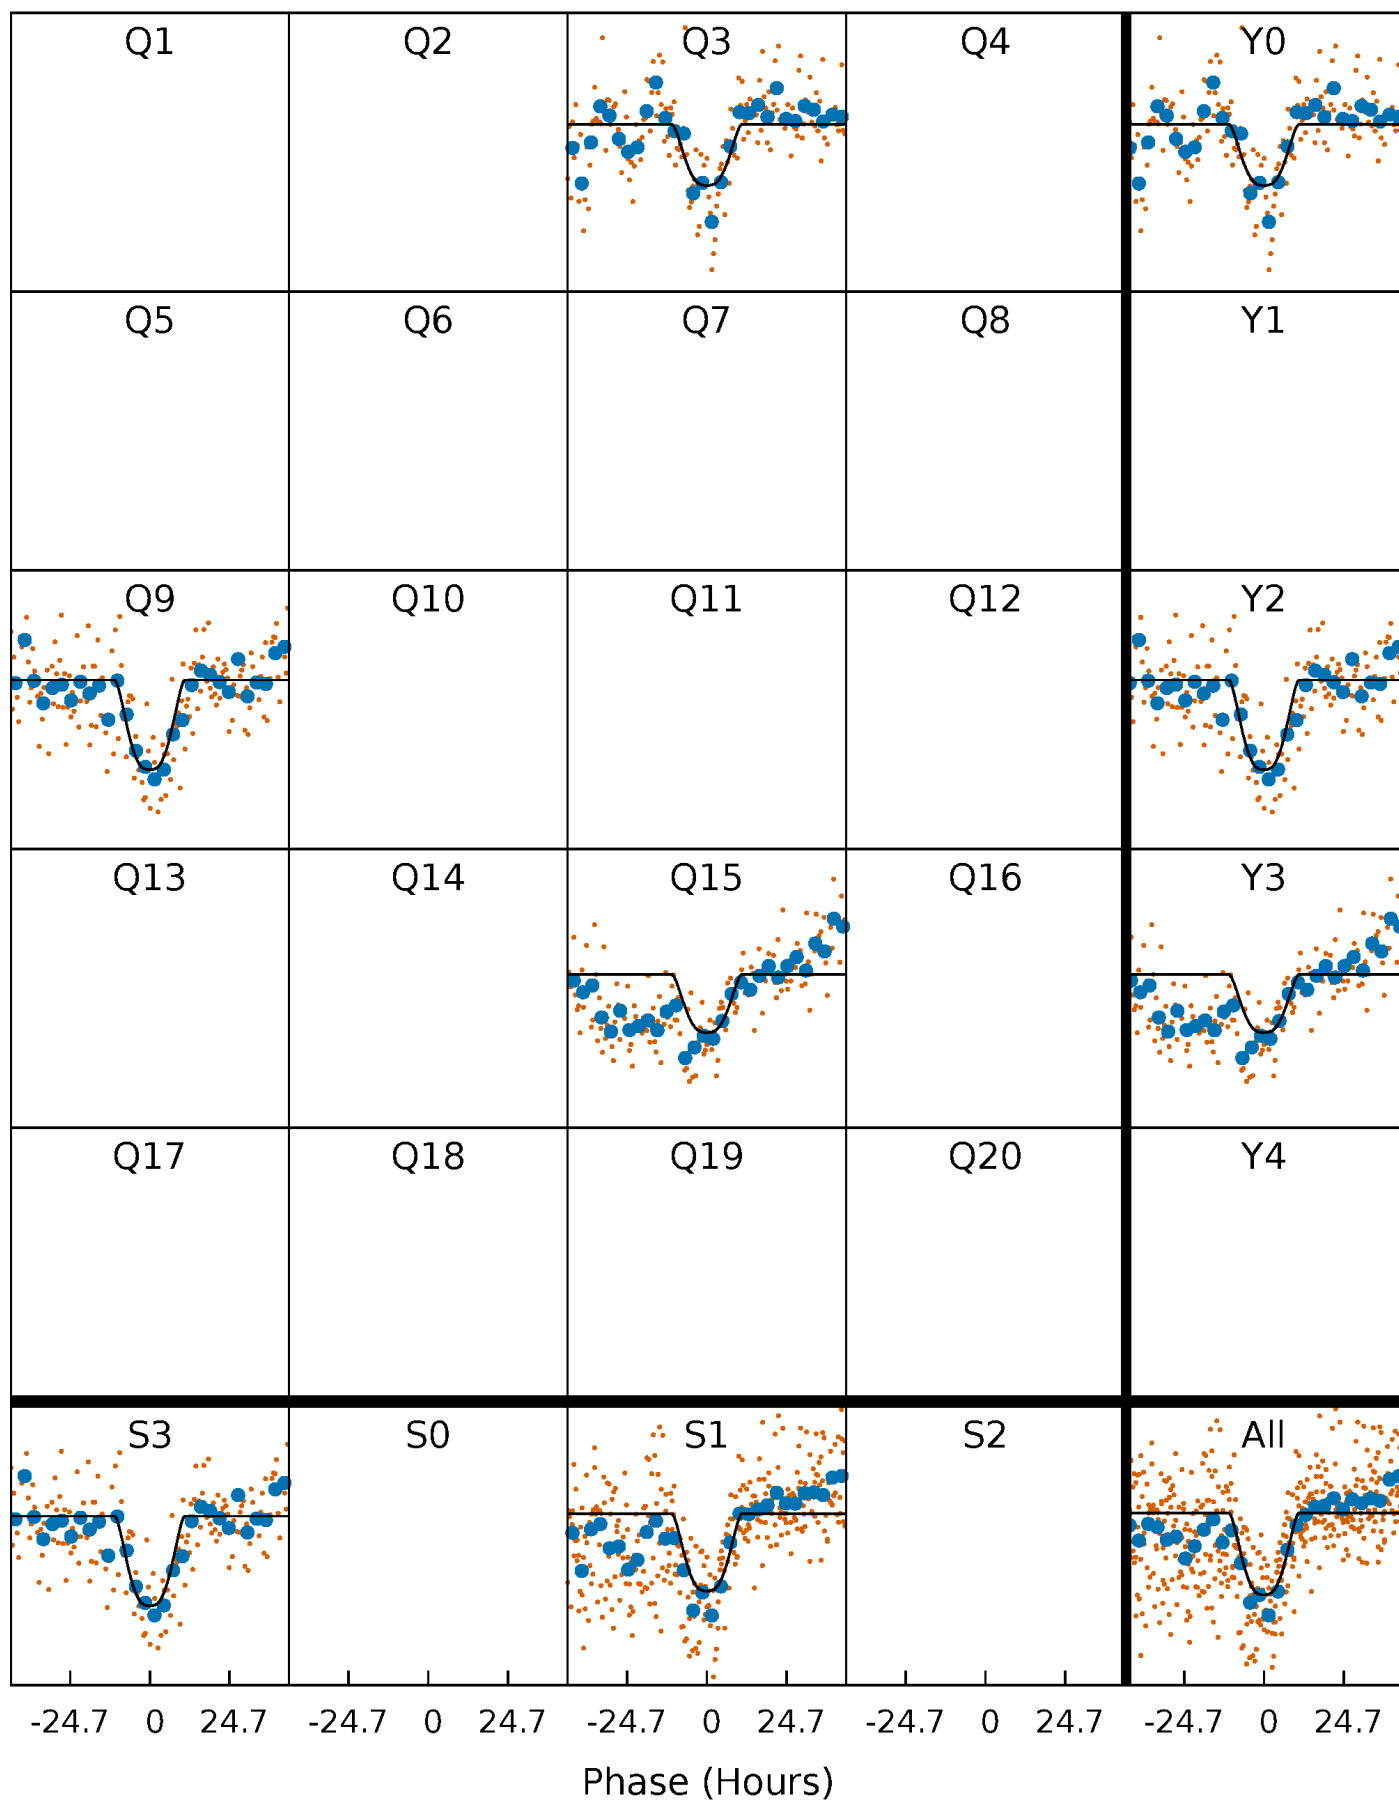 Q1 Q2 Q3 Q4 Y0
Q5 Q6 Q7 Q8 Y1
Q9 Q10 Q11 Q12 Y2
Q13 Q14 Q15 Q16 Y3
Q17 Q18 Q19 Q20 Y4
S3 S0 S1 S2 All
-24.7 0 24.7 -24.7 0 24.7 -24.7 0 24.7 -24.7 0 24.7 -24.7 0 24.7
Phase (Hours)